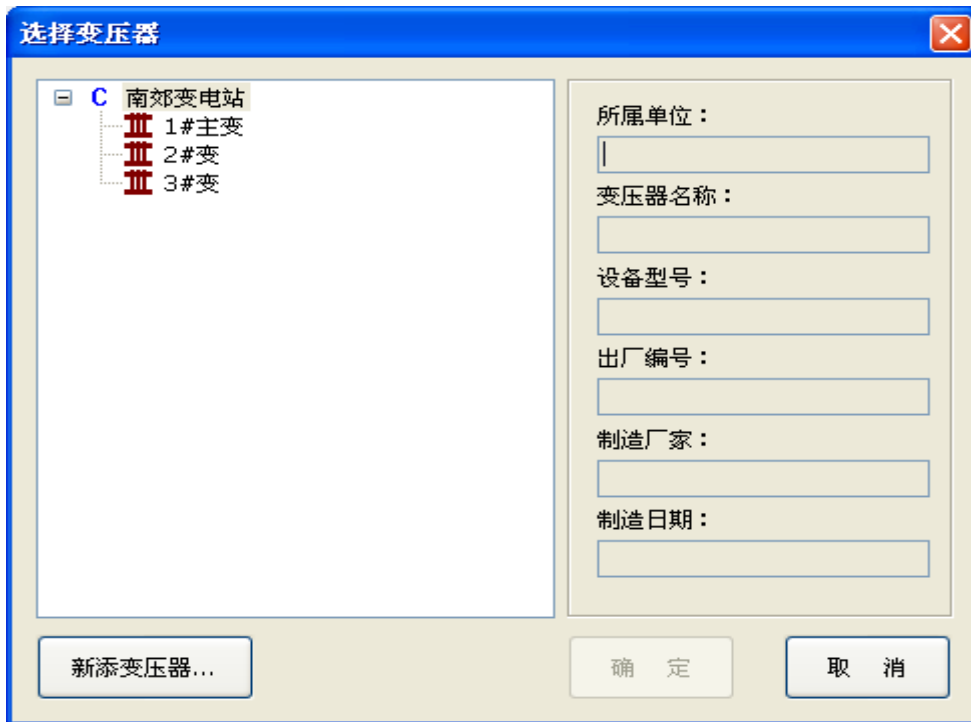 选择变压器
C 南郊变电站
1#主变
2#变
3#变
所属单位：
变压器名称：
设备型号：
出厂编号：
制造厂家：
制造日期：
新添变压器...
确 定
取 消